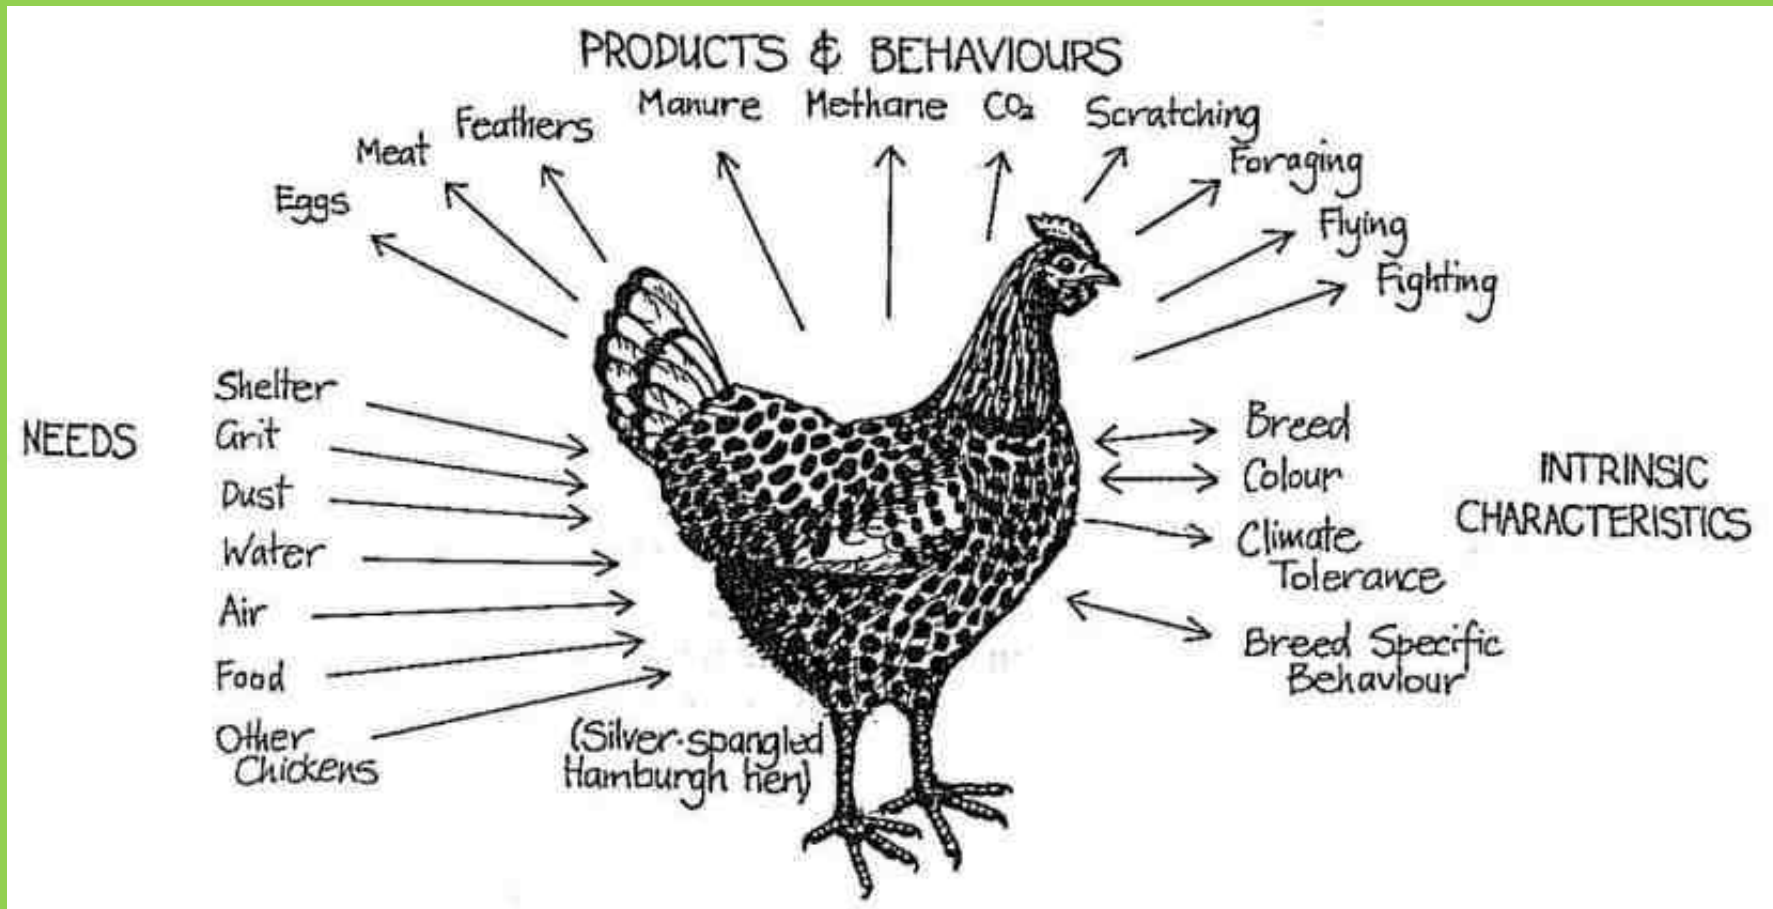 PRODUCTS & BEHAVIOURS
Eggs
Meat
Feathers
Manure
Methane
CO₂
Scratching
Foraging
Flying
Fighting
NEEDS
Shelter
Grit
Dust
Water
Air
Food
Other
Chickens
(Silver-spangled
Hamburgh hen)
Breed
Colour
Climate
Tolerance
Breed Specific
Behaviour
INTRINSIC
CHARACTERISTICS